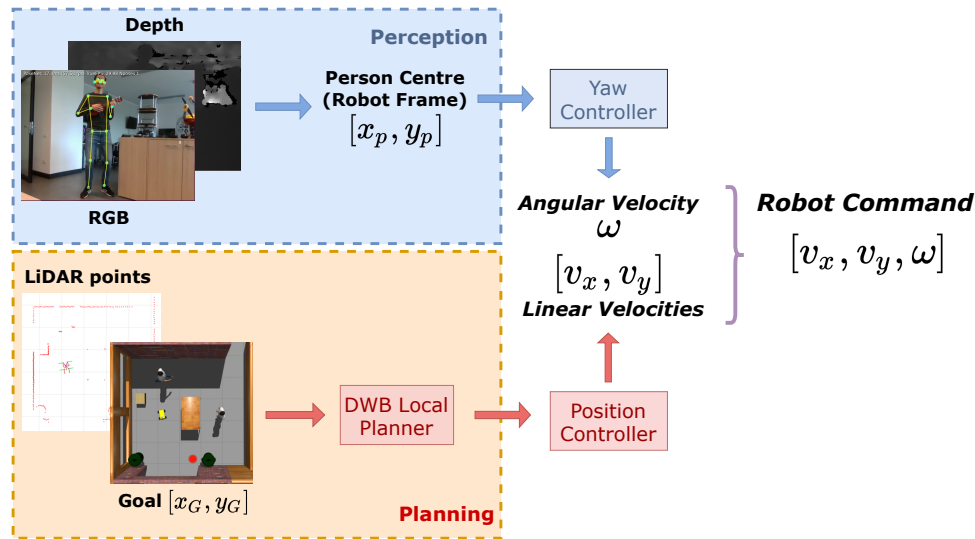 Depth
Perception
RGB
Person Centre
(Robot Frame)
[x_p, y_p]
Yaw
Controller
Angular Velocity
ω
[v_x, v_y]
Linear Velocities
Robot Command
[v_x, v_y, ω]
LiDAR points
Goal [x_G, y_G]
DWB Local
Planner
Position
Controller
Planning